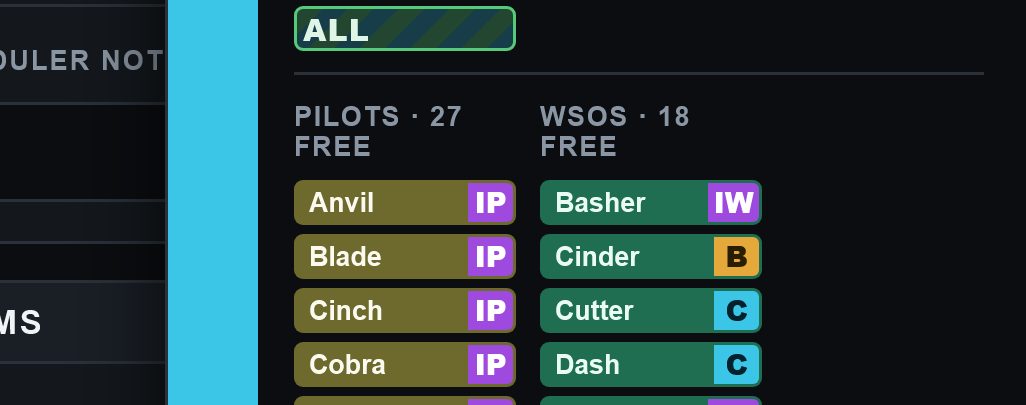 ALL
DULER NOT
PILOTS · 27 FREE
WSOS · 18 FREE
Anvil IP
Basher IW
Blade IP
Cinder B
Cinch IP
Cutter C
MS
Cobra IP
Dash C